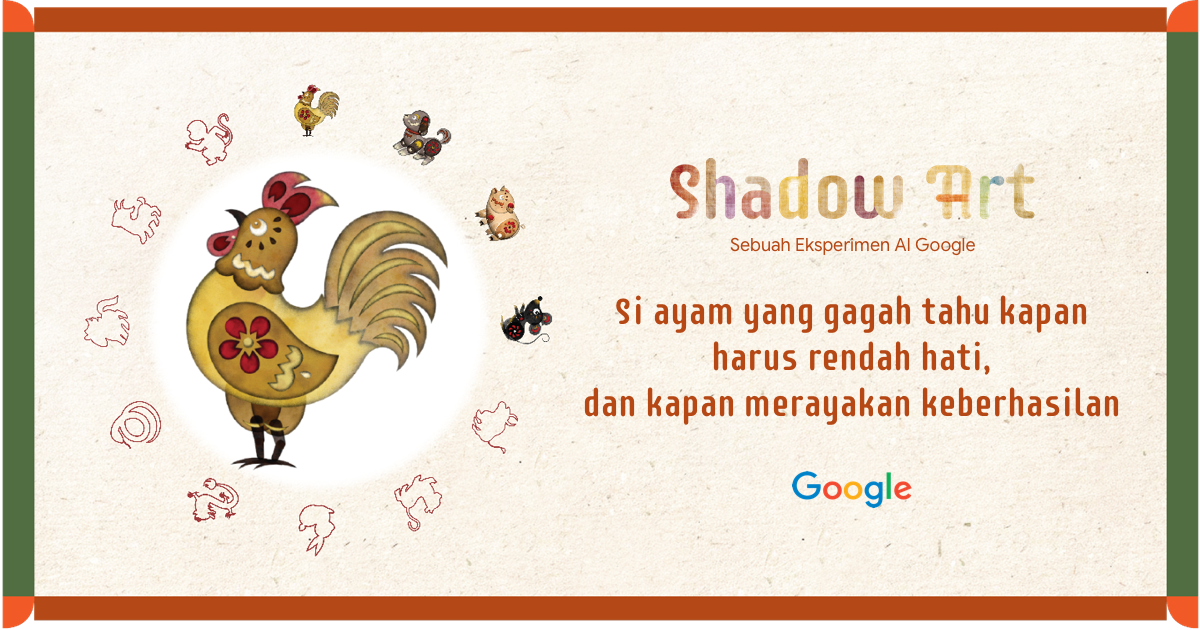 Shadow Art
Sebuah Eksperimen AI Google
Si ayam yang gagah tahu kapan
harus rendah hati,
dan kapan merayakan keberhasilan
Google